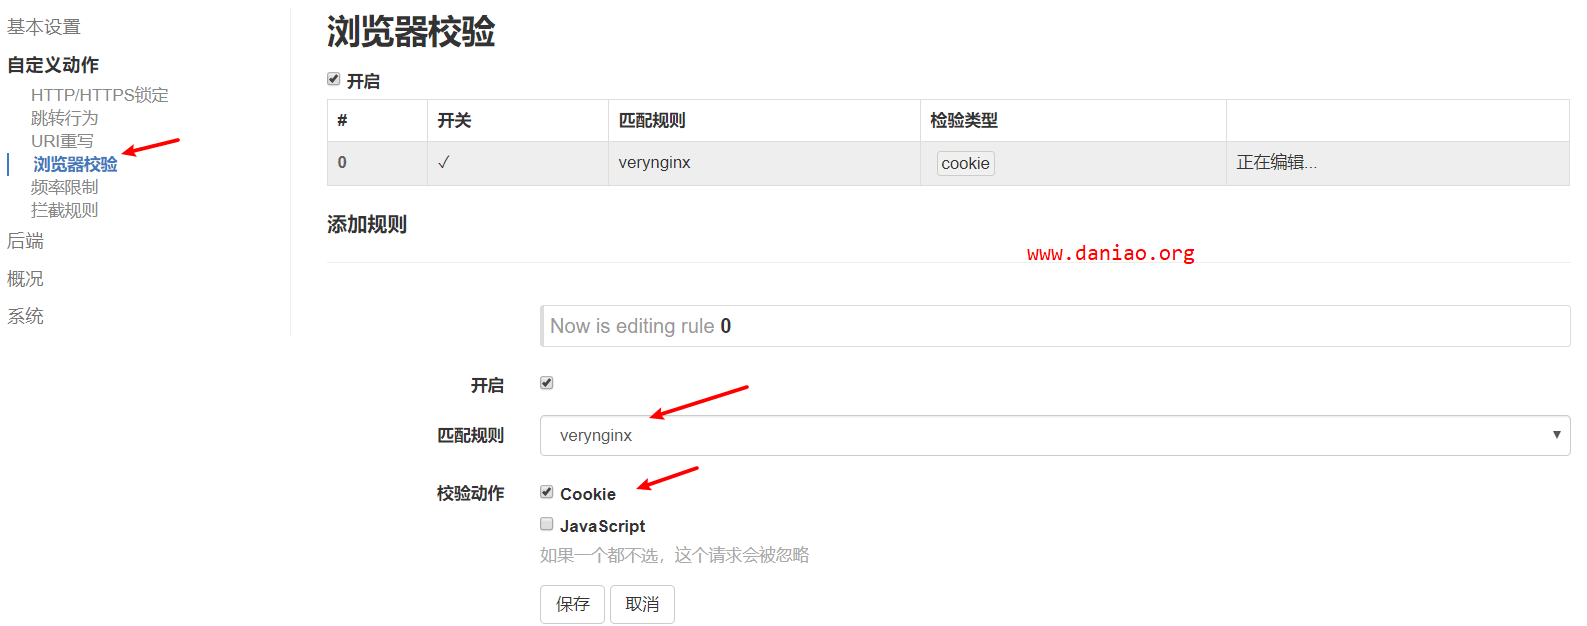 基本设置
自定义动作
HTTP/HTTPS锁定
跳转行为
URI重写
浏览器校验
频率限制
拦截规则
后端
概况
系统
浏览器校验
开启
# 开关 匹配规则 检验类型
0 ✓ verynginx cookie 正在编辑...
添加规则
www.daniao.org
Now is editing rule 0
开启
匹配规则 verynginx
校验动作 Cookie
JavaScript
如果一个都不选，这个请求会被忽略
保存 取消